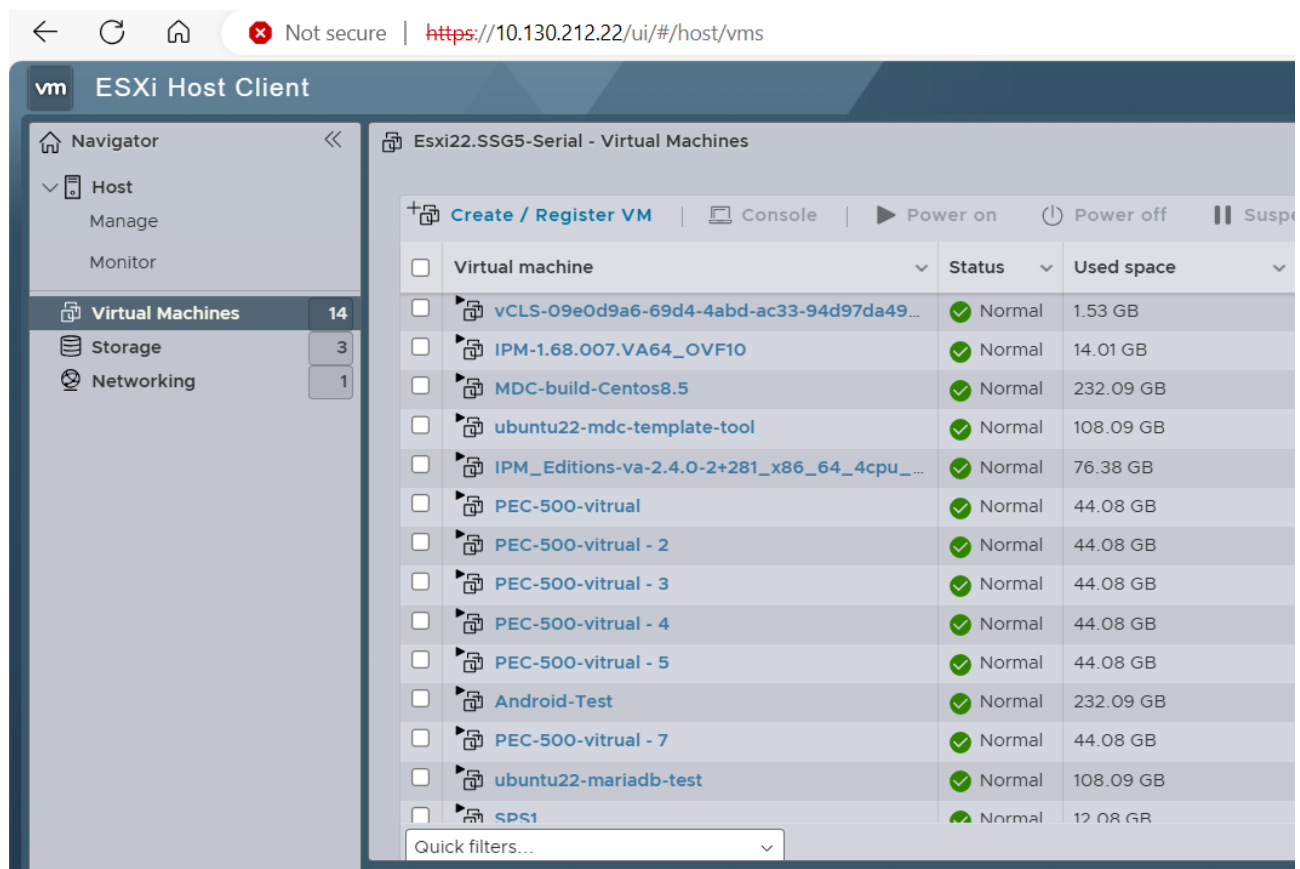 Not secure | https://10.130.212.22/ui/#/host/vms
vm ESXi Host Client
Navigator
Host
Manage
Monitor
Virtual Machines 14
Storage 3
Networking 1
Esxi22.SSG5-Serial - Virtual Machines
Create / Register VM | Console | Power on Power off Suspe
Virtual machine Status Used space
vCLS-09e0d9a6-69d4-4abd-ac33-94d97da49... Normal 1.53 GB
IPM-1.68.007.VA64_OVF10 Normal 14.01 GB
MDC-build-Centos8.5 Normal 232.09 GB
ubuntu22-mdc-template-tool Normal 108.09 GB
IPM_Editions-va-2.4.0-2+281_x86_64_4cpu_... Normal 76.38 GB
PEC-500-vitrual Normal 44.08 GB
PEC-500-vitrual - 2 Normal 44.08 GB
PEC-500-vitrual - 3 Normal 44.08 GB
PEC-500-vitrual - 4 Normal 44.08 GB
PEC-500-vitrual - 5 Normal 44.08 GB
Android-Test Normal 232.09 GB
PEC-500-vitrual - 7 Normal 44.08 GB
ubuntu22-mariadb-test Normal 108.09 GB
SPS1 Normal 12.08 GB
Quick filters...